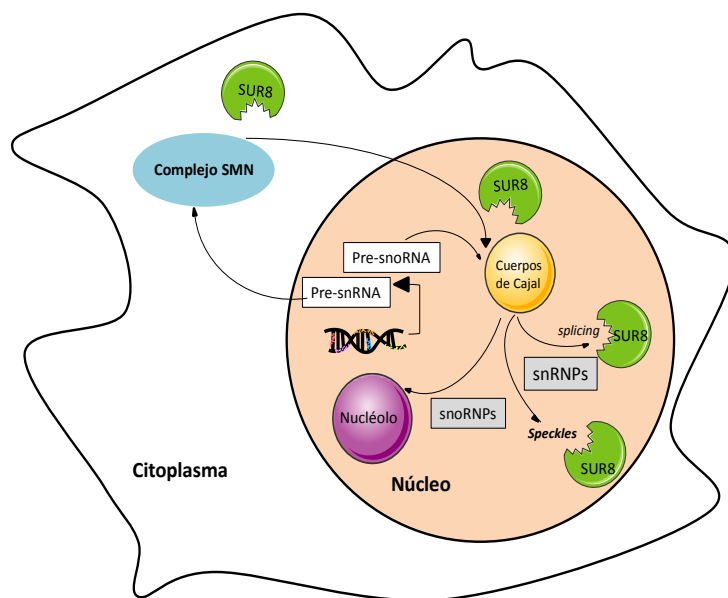 SUR8
Complejo SMN
SUR8
Pre-snoRNA
Cuerpos
de Cajal
Pre-snRNA
splicing
SUR8
snRNPs
Nucléolo
snoRNPs
Speckles
SUR8
Citoplasma
Núcleo